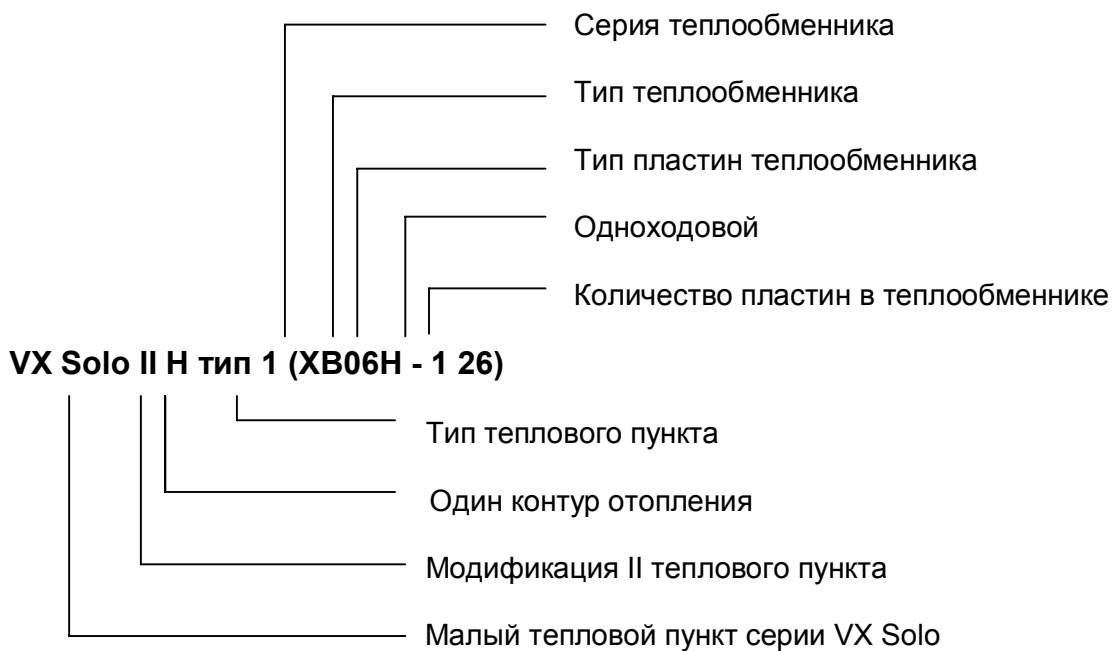 Серия теплообменника
Тип теплообменника
Тип пластин теплообменника
Одноходовой
Количество пластин в теплообменнике
VX Solo II H тип 1 (XB06H - 1 26)
Тип теплового пункта
Один контур отопления
Модификация II теплового пункта
Малый тепловой пункт серии VX Solo